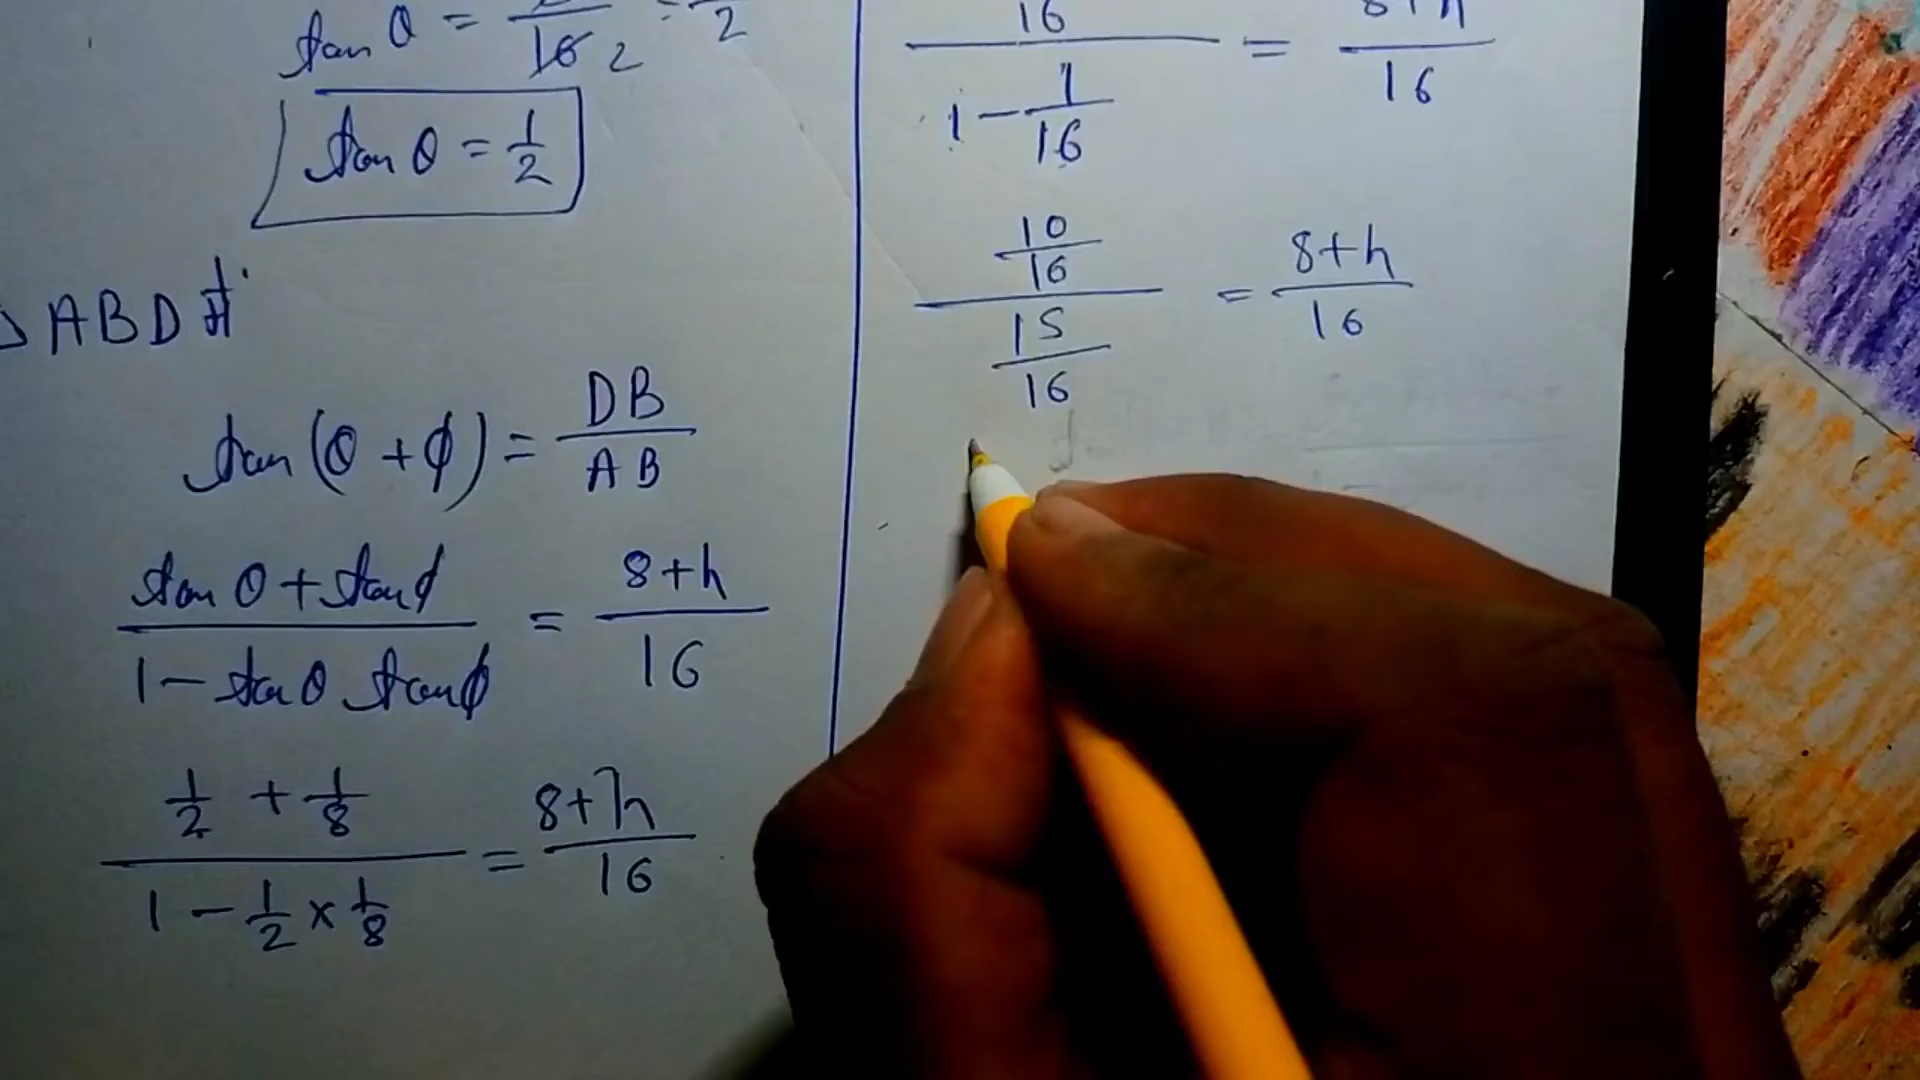 tan θ = /16 2 = /2
tan θ = 1/2
ABD में
tan (θ + ϕ) = DB/AB
tan θ + tan ϕ / 1 − tan θ tan ϕ = 8+h/16
1/2 + 1/8 / 1 − 1/2 × 1/8 = 8+h/16
16 / 1 − 1/16 = 8+h/16
10/16 / 15/16 = 8+h/16